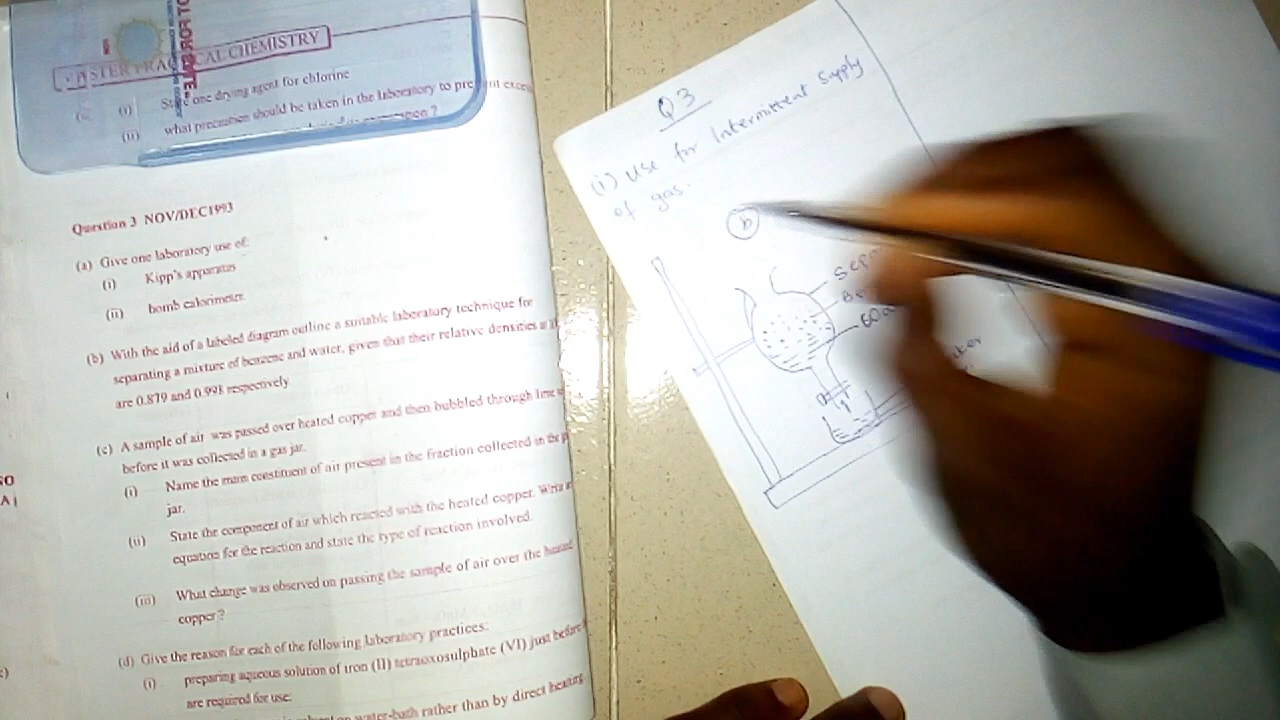 MASTER PRACTICAL CHEMISTRY
(i) State one drying agent for chlorine
(ii) what precaution should be taken in the laboratory to prevent excess
Question 3 NOV/DEC1993
(a) Give one laboratory use of:
(i) Kipp's apparatus
(ii) bomb calorimeter.
(b) With the aid of a labeled diagram outline a suitable laboratory technique for
separating a mixture of benzene and water, given that their relative densities
are 0.879 and 0.998 respectively
(c) A sample of air was passed over heated copper and then bubbled through lime
before it was collected in a gas jar.
(i) Name the main constituent of air present in the fraction collected in the
jar.
(ii) State the component of air which reacted with the heated copper. Write
equation for the reaction and state the type of reaction involved.
(iii) What change was observed on passing the sample of air over the heated
copper?
(d) Give the reason for each of the following laboratory practices:
(i) preparing aqueous solution of iron (II) tetraoxosulphate (VI) just before
are required for use:
on water-bath rather than by direct heating
Q3
(i) Use for Intermittent Supply
of gas.
(b)